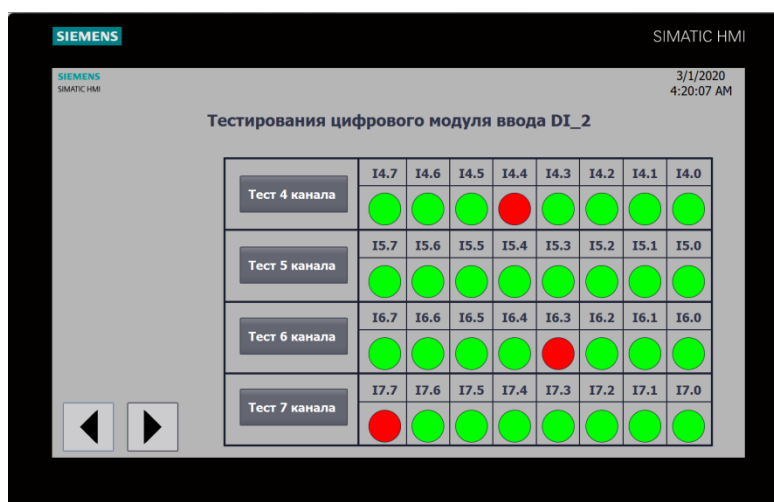 SIEMENS
SIMATIC HMI
SIEMENS
SIMATIC HMI
3/1/2020
4:20:07 AM
Тестирования цифрового модуля ввода DI_2
I4.7 I4.6 I4.5 I4.4 I4.3 I4.2 I4.1 I4.0
Тест 4 канала
I5.7 I5.6 I5.5 I5.4 I5.3 I5.2 I5.1 I5.0
Тест 5 канала
I6.7 I6.6 I6.5 I6.4 I6.3 I6.2 I6.1 I6.0
Тест 6 канала
I7.7 I7.6 I7.5 I7.4 I7.3 I7.2 I7.1 I7.0
Тест 7 канала